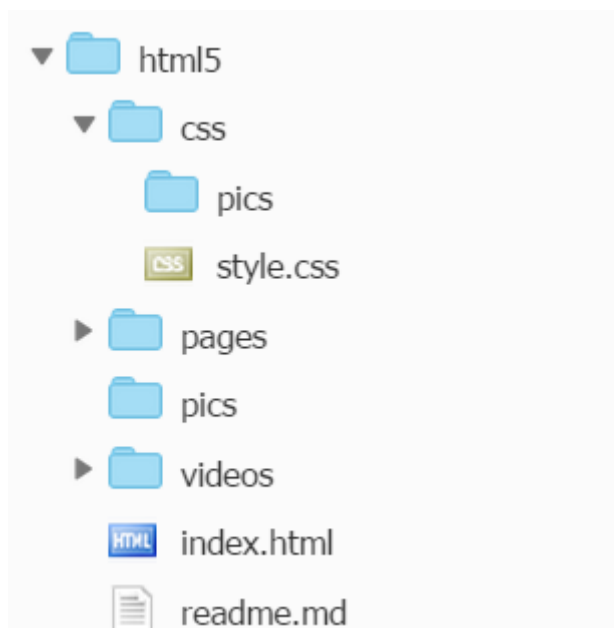 html5
css
pics
CSS style.css
pages
pics
videos
HTML index.html
readme.md